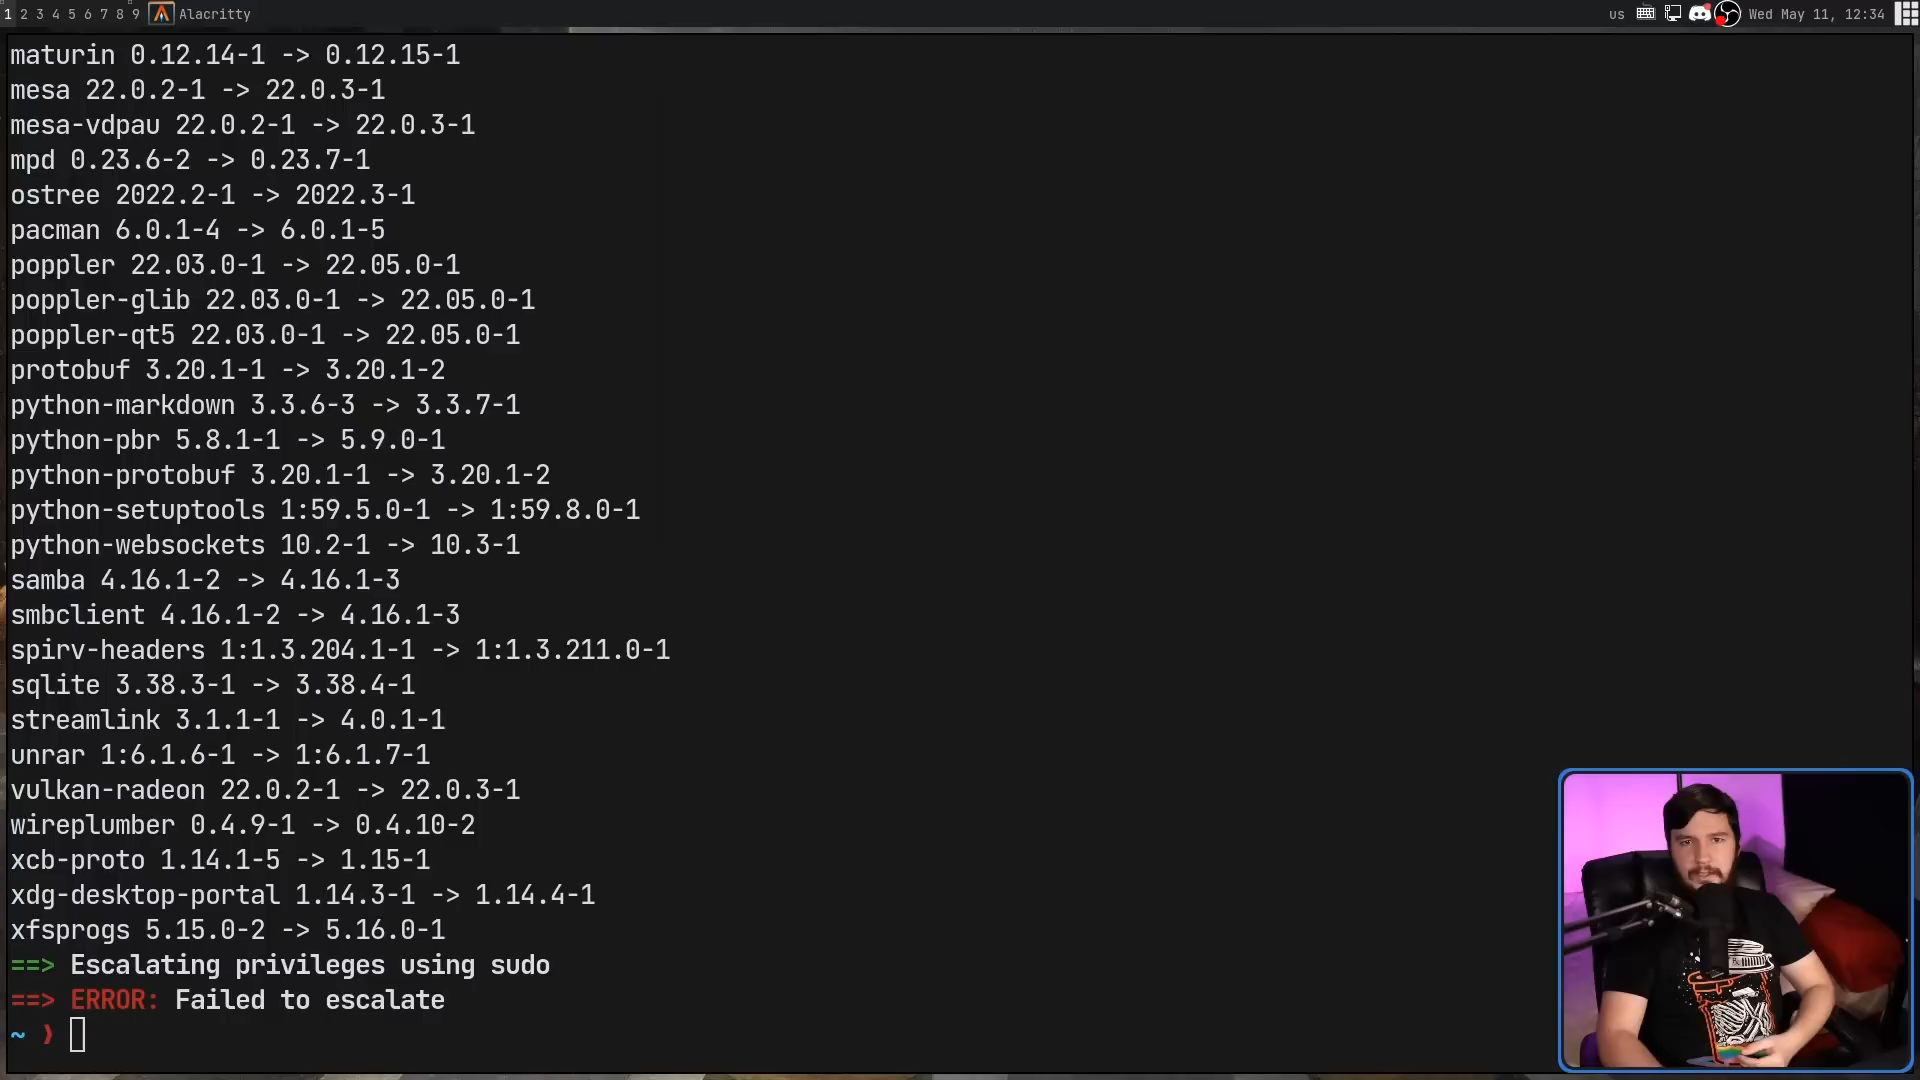 1 2 3 4 5 6 7 8 9 Alacritty us Wed May 11, 12:34
maturin 0.12.14-1 -> 0.12.15-1
mesa 22.0.2-1 -> 22.0.3-1
mesa-vdpau 22.0.2-1 -> 22.0.3-1
mpd 0.23.6-2 -> 0.23.7-1
ostree 2022.2-1 -> 2022.3-1
pacman 6.0.1-4 -> 6.0.1-5
poppler 22.03.0-1 -> 22.05.0-1
poppler-glib 22.03.0-1 -> 22.05.0-1
poppler-qt5 22.03.0-1 -> 22.05.0-1
protobuf 3.20.1-1 -> 3.20.1-2
python-markdown 3.3.6-3 -> 3.3.7-1
python-pbr 5.8.1-1 -> 5.9.0-1
python-protobuf 3.20.1-1 -> 3.20.1-2
python-setuptools 1:59.5.0-1 -> 1:59.8.0-1
python-websockets 10.2-1 -> 10.3-1
samba 4.16.1-2 -> 4.16.1-3
smbclient 4.16.1-2 -> 4.16.1-3
spirv-headers 1:1.3.204.1-1 -> 1:1.3.211.0-1
sqlite 3.38.3-1 -> 3.38.4-1
streamlink 3.1.1-1 -> 4.0.1-1
unrar 1:6.1.6-1 -> 1:6.1.7-1
vulkan-radeon 22.0.2-1 -> 22.0.3-1
wireplumber 0.4.9-1 -> 0.4.10-2
xcb-proto 1.14.1-5 -> 1.15-1
xdg-desktop-portal 1.14.3-1 -> 1.14.4-1
xfsprogs 5.15.0-2 -> 5.16.0-1
==> Escalating privileges using sudo
==> ERROR: Failed to escalate
~ ❫